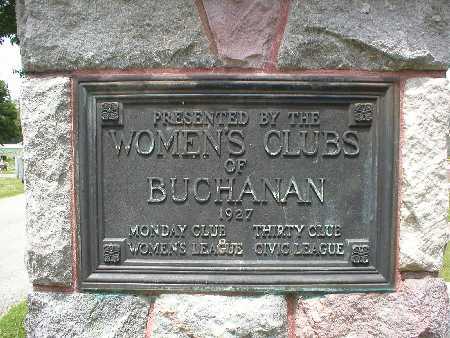 PRESENTED BY THE
WOMEN'S CLUBS
OF
BUCHANAN
1927
MONDAY CLUB THIRTY CLUB
WOMEN'S LEAGUE CIVIC LEAGUE